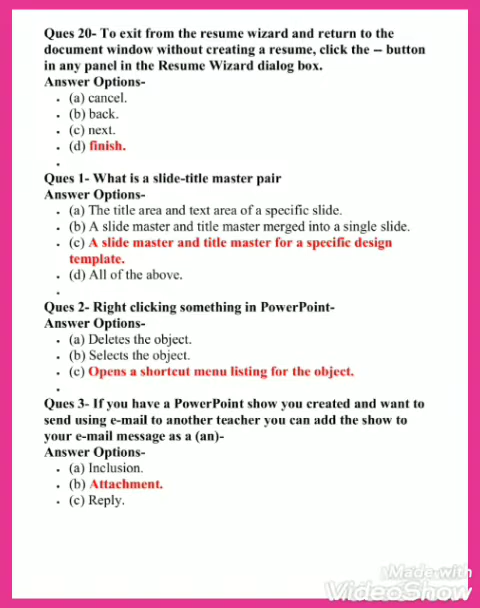 Ques 20- To exit from the resume wizard and return to the
document window without creating a resume, click the -- button
in any panel in the Resume Wizard dialog box.
Answer Options-
• (a) cancel.
• (b) back.
• (c) next.
• (d) finish.
•
Ques 1- What is a slide-title master pair
Answer Options-
• (a) The title area and text area of a specific slide.
• (b) A slide master and title master merged into a single slide.
• (c) A slide master and title master for a specific design
template.
• (d) All of the above.
•
Ques 2- Right clicking something in PowerPoint-
Answer Options-
• (a) Deletes the object.
• (b) Selects the object.
• (c) Opens a shortcut menu listing for the object.
•
Ques 3- If you have a PowerPoint show you created and want to
send using e-mail to another teacher you can add the show to
your e-mail message as a (an)-
Answer Options-
• (a) Inclusion.
• (b) Attachment.
• (c) Reply.
Made with
VideoShow